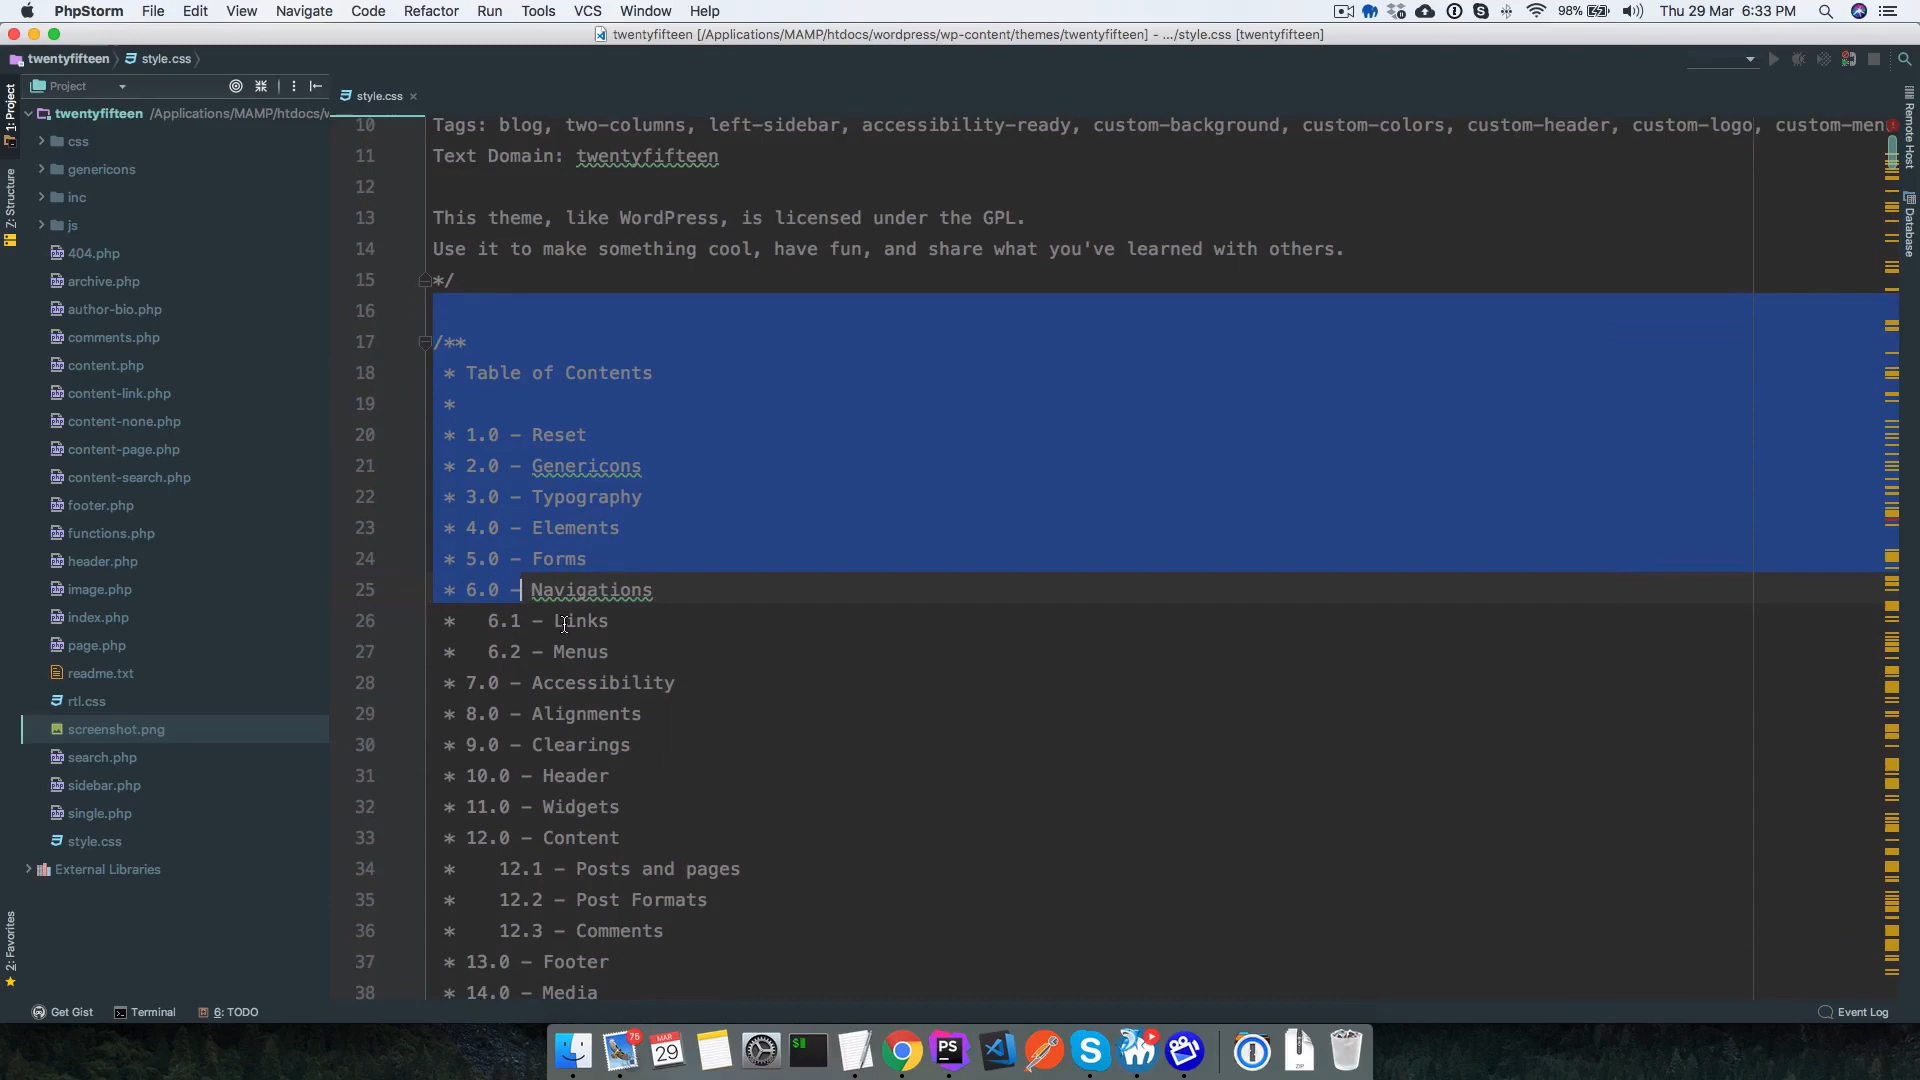 PhpStorm File Edit View Navigate Code Refactor Run Tools VCS Window Help 98% Thu 29 Mar 6:33 PM
twentyfifteen [/Applications/MAMP/htdocs/wordpress/wp-content/themes/twentyfifteen] - .../style.css [twentyfifteen]
twentyfifteen style.css
Project
style.css
1: Project
Z: Structure
2: Favorites
twentyfifteen /Applications/MAMP/htdocs/w
css
genericons
inc
js
404.php
archive.php
author-bio.php
comments.php
content.php
content-link.php
content-none.php
content-page.php
content-search.php
footer.php
functions.php
header.php
image.php
index.php
page.php
readme.txt
rtl.css
screenshot.png
search.php
sidebar.php
single.php
style.css
External Libraries
10 Tags: blog, two-columns, left-sidebar, accessibility-ready, custom-background, custom-colors, custom-header, custom-logo, custom-men
11 Text Domain: twentyfifteen
12
13 This theme, like WordPress, is licensed under the GPL.
14 Use it to make something cool, have fun, and share what you've learned with others.
15 */
16
17 /**
18 * Table of Contents
19 *
20 * 1.0 - Reset
21 * 2.0 - Genericons
22 * 3.0 - Typography
23 * 4.0 - Elements
24 * 5.0 - Forms
25 * 6.0 - Navigations
26 * 6.1 - Links
27 * 6.2 - Menus
28 * 7.0 - Accessibility
29 * 8.0 - Alignments
30 * 9.0 - Clearings
31 * 10.0 - Header
32 * 11.0 - Widgets
33 * 12.0 - Content
34 * 12.1 - Posts and pages
35 * 12.2 - Post Formats
36 * 12.3 - Comments
37 * 13.0 - Footer
38 * 14.0 - Media
Remote Host
Database
Get Gist Terminal 6: TODO Event Log
75
MAR
29
$
PS
S
ZIP